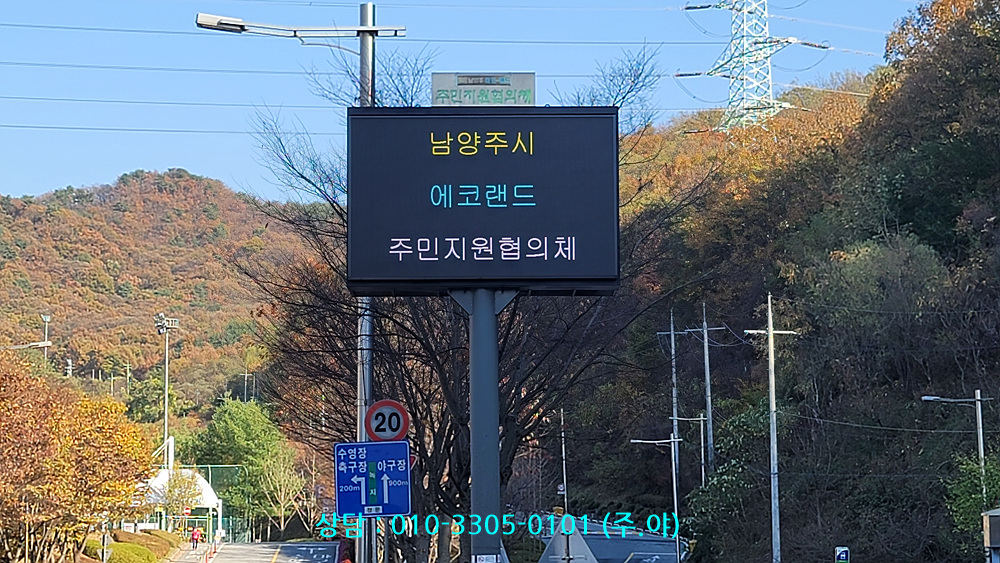 주민지원협의체
남양주시
에코랜드
주민지원협의체
20
수영장
축구장
야구장
녹지
200m
900m
상담 : 010-3305-0101 (주.야)